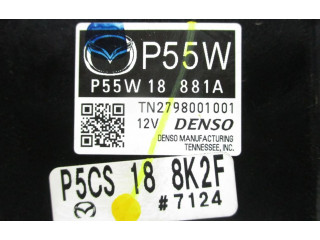 P55W
P55W 18 881A
TN2798001001
12V DENSO
DENSO MANUFACTURING
TENNESSEE, INC.
P5CS 18 8K2F
#7124